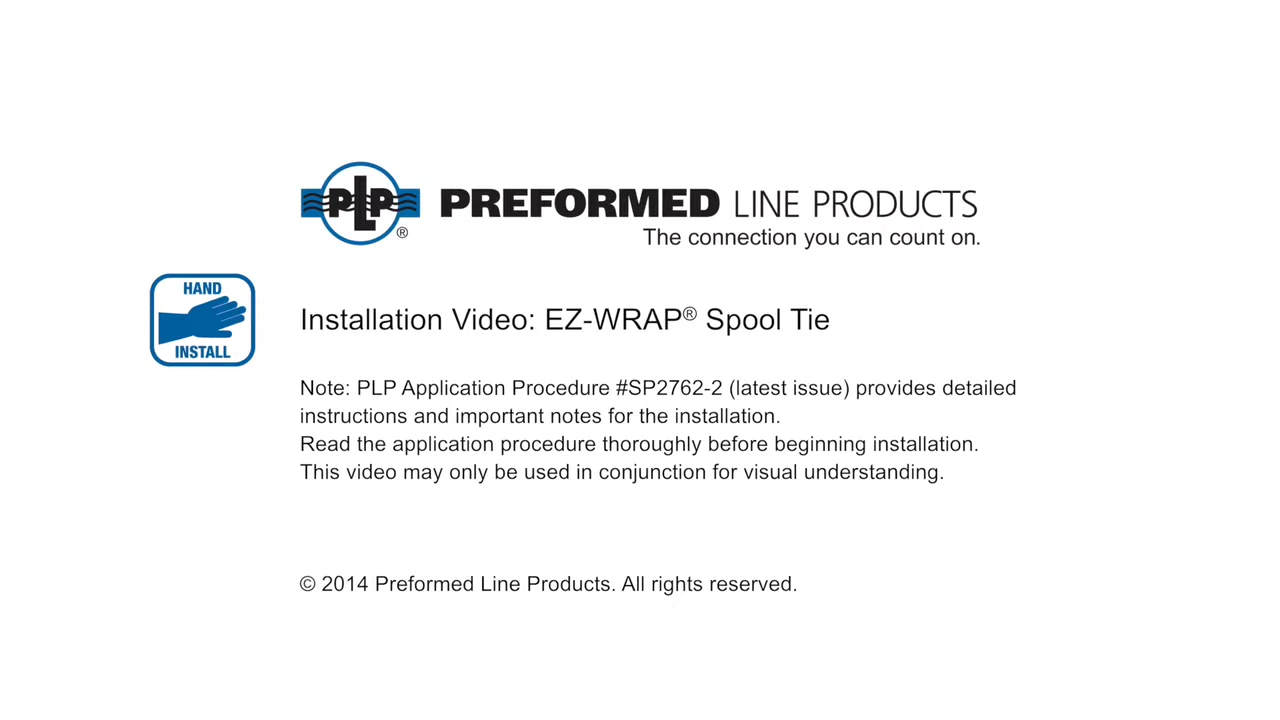 PLP®
PREFORMED LINE PRODUCTS
The connection you can count on.
HAND
INSTALL
Installation Video: EZ-WRAP® Spool Tie
Note: PLP Application Procedure #SP2762-2 (latest issue) provides detailed
instructions and important notes for the installation.
Read the application procedure thoroughly before beginning installation.
This video may only be used in conjunction for visual understanding.
© 2014 Preformed Line Products. All rights reserved.